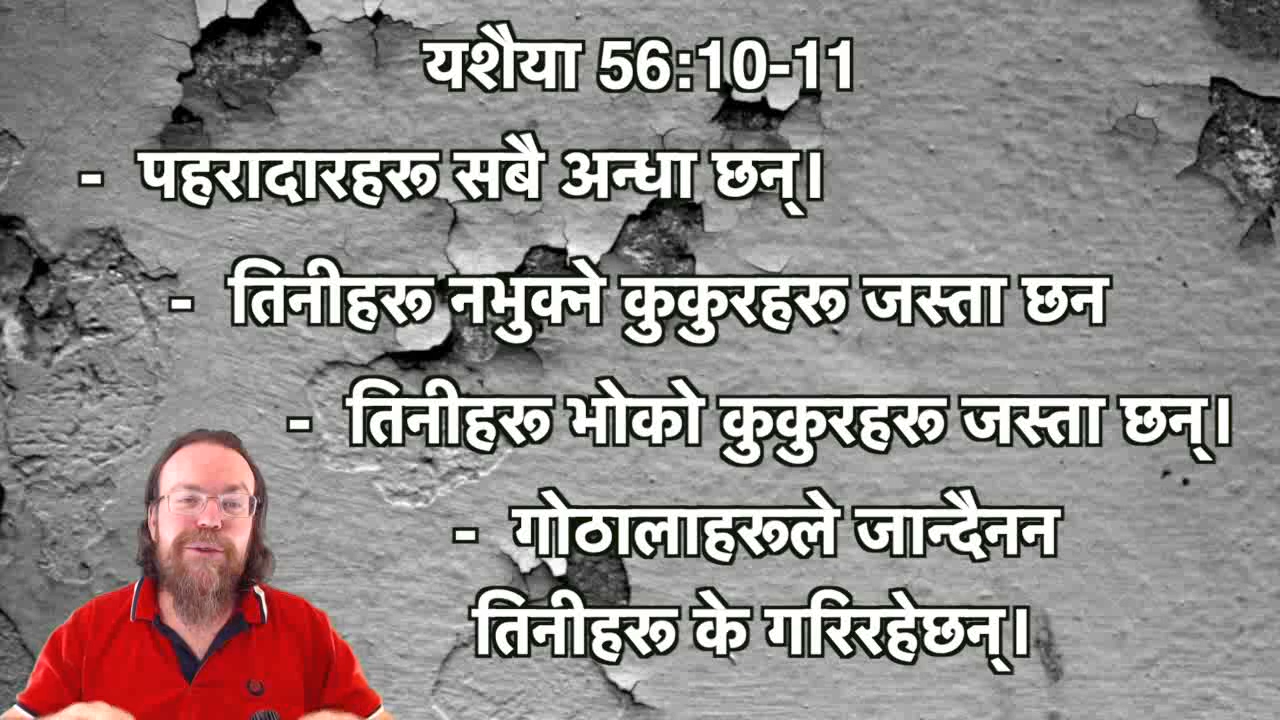 यशैया 56:10-11
- पहरादारहरू सबै अन्धा छन्।
- तिनीहरू नभुक्ने कुकुरहरू जस्ता छन
- तिनीहरू भोको कुकुरहरू जस्ता छन्।
- गोठालाहरूले जान्दैनन
तिनीहरू के गरिरहेछन्।